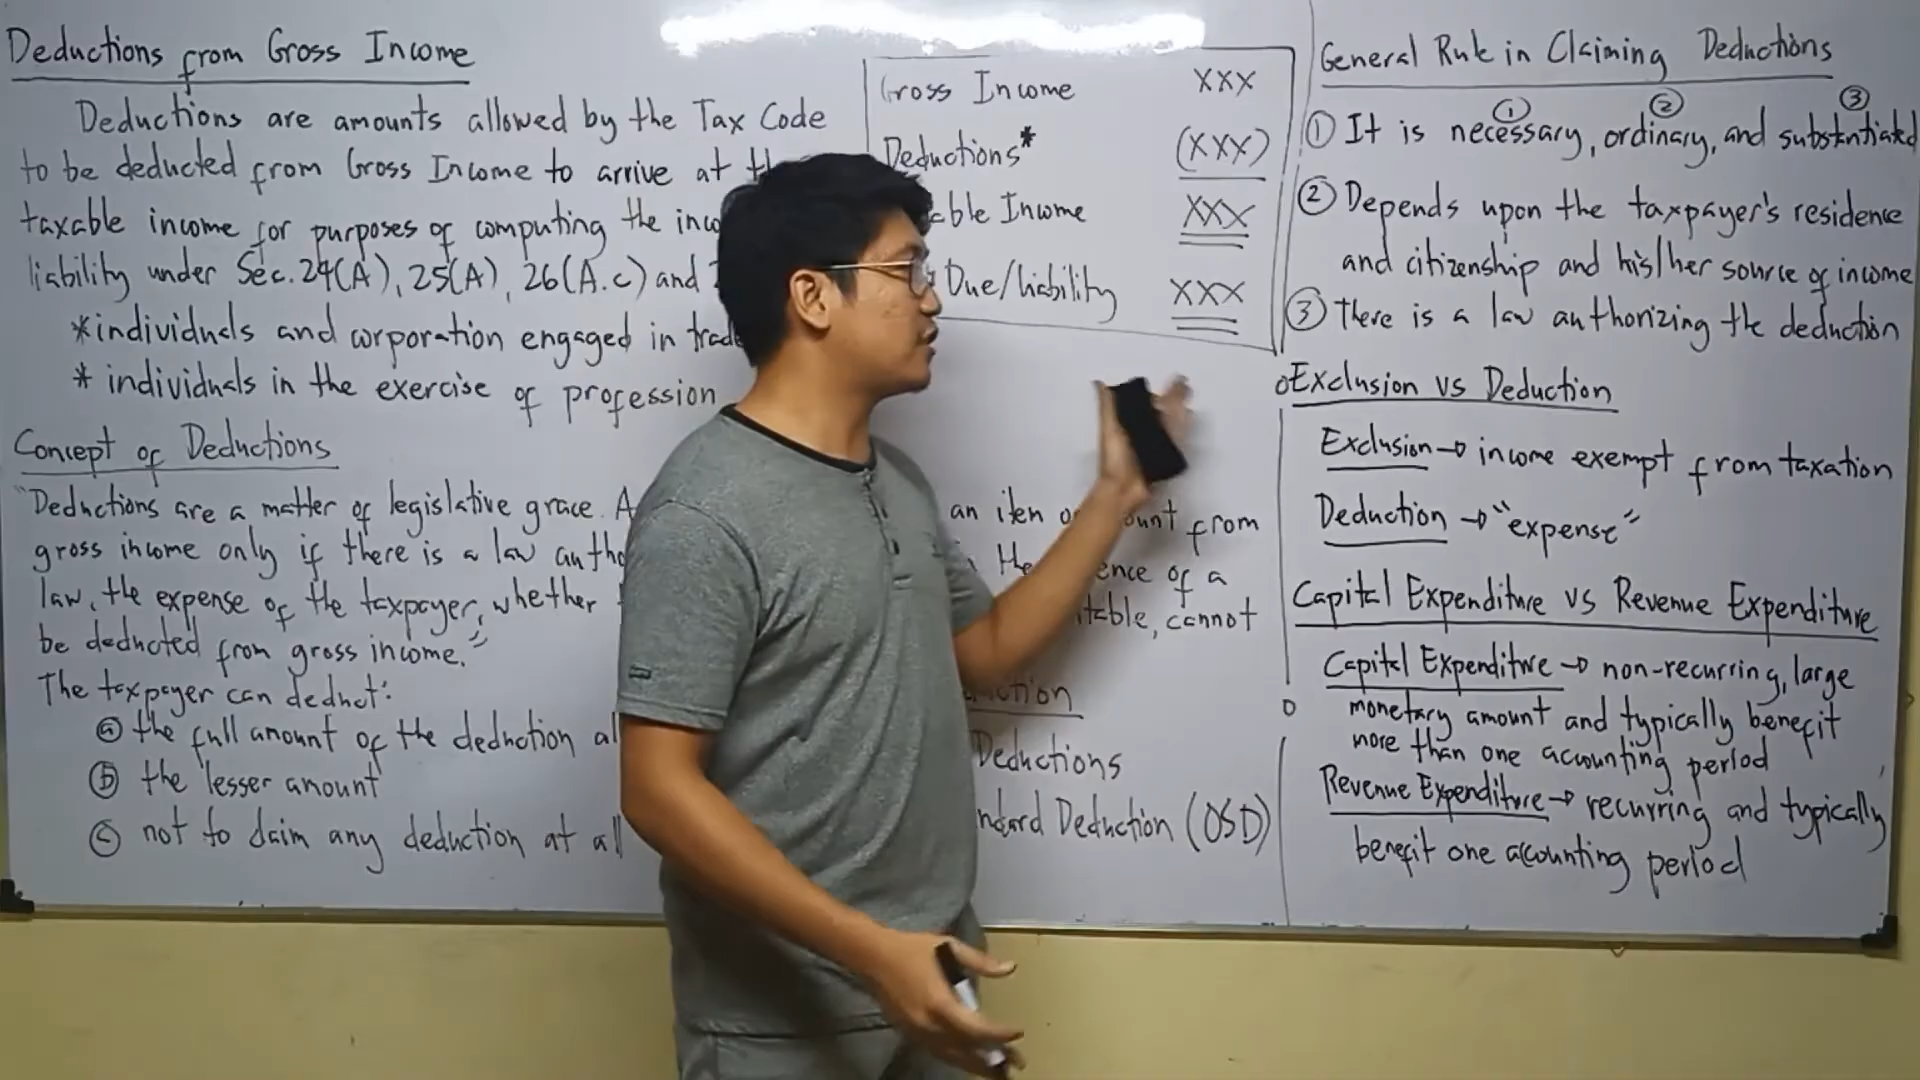 Deductions from Gross Income
Deductions are amounts allowed by the Tax Code
to be deducted from Gross Income to arrive at
taxable income for purposes of computing the
liability under Sec. 24(A), 25(A), 26(A.c) and
*individuals and corporation engaged in
* individuals in the exercise of profession
Concept of Deductions
"Deductions are a matter of legislative grace. A
gross income only if there is a law
law, the expense of the taxpayer, whether
be deducted from gross income."
The taxpayer can deduct:
ⓐ the full amount of the deduction
ⓑ the lesser amount
ⓒ not to claim any deduction at all
Gross Income XXX
Deductions* (XXX)
Income XXX
Due/liability XXX
an item from
of a
cannot
Deductions
Deduction (OSD)
General Rule in Claiming Deductions
① ② ③
① It is necessary, ordinary, and substantiated
② Depends upon the taxpayer's residence
and citizenship and his/her source of income
③ There is a law authorizing the deduction
Exclusion vs Deduction
Exclusion → income exempt from taxation
Deduction → "expense"
Capital Expenditure vs Revenue Expenditure
Capital Expenditure → non-recurring, large
monetary amount and typically benefit
more than one accounting period
Revenue Expenditure → recurring and typically
benefit one accounting period